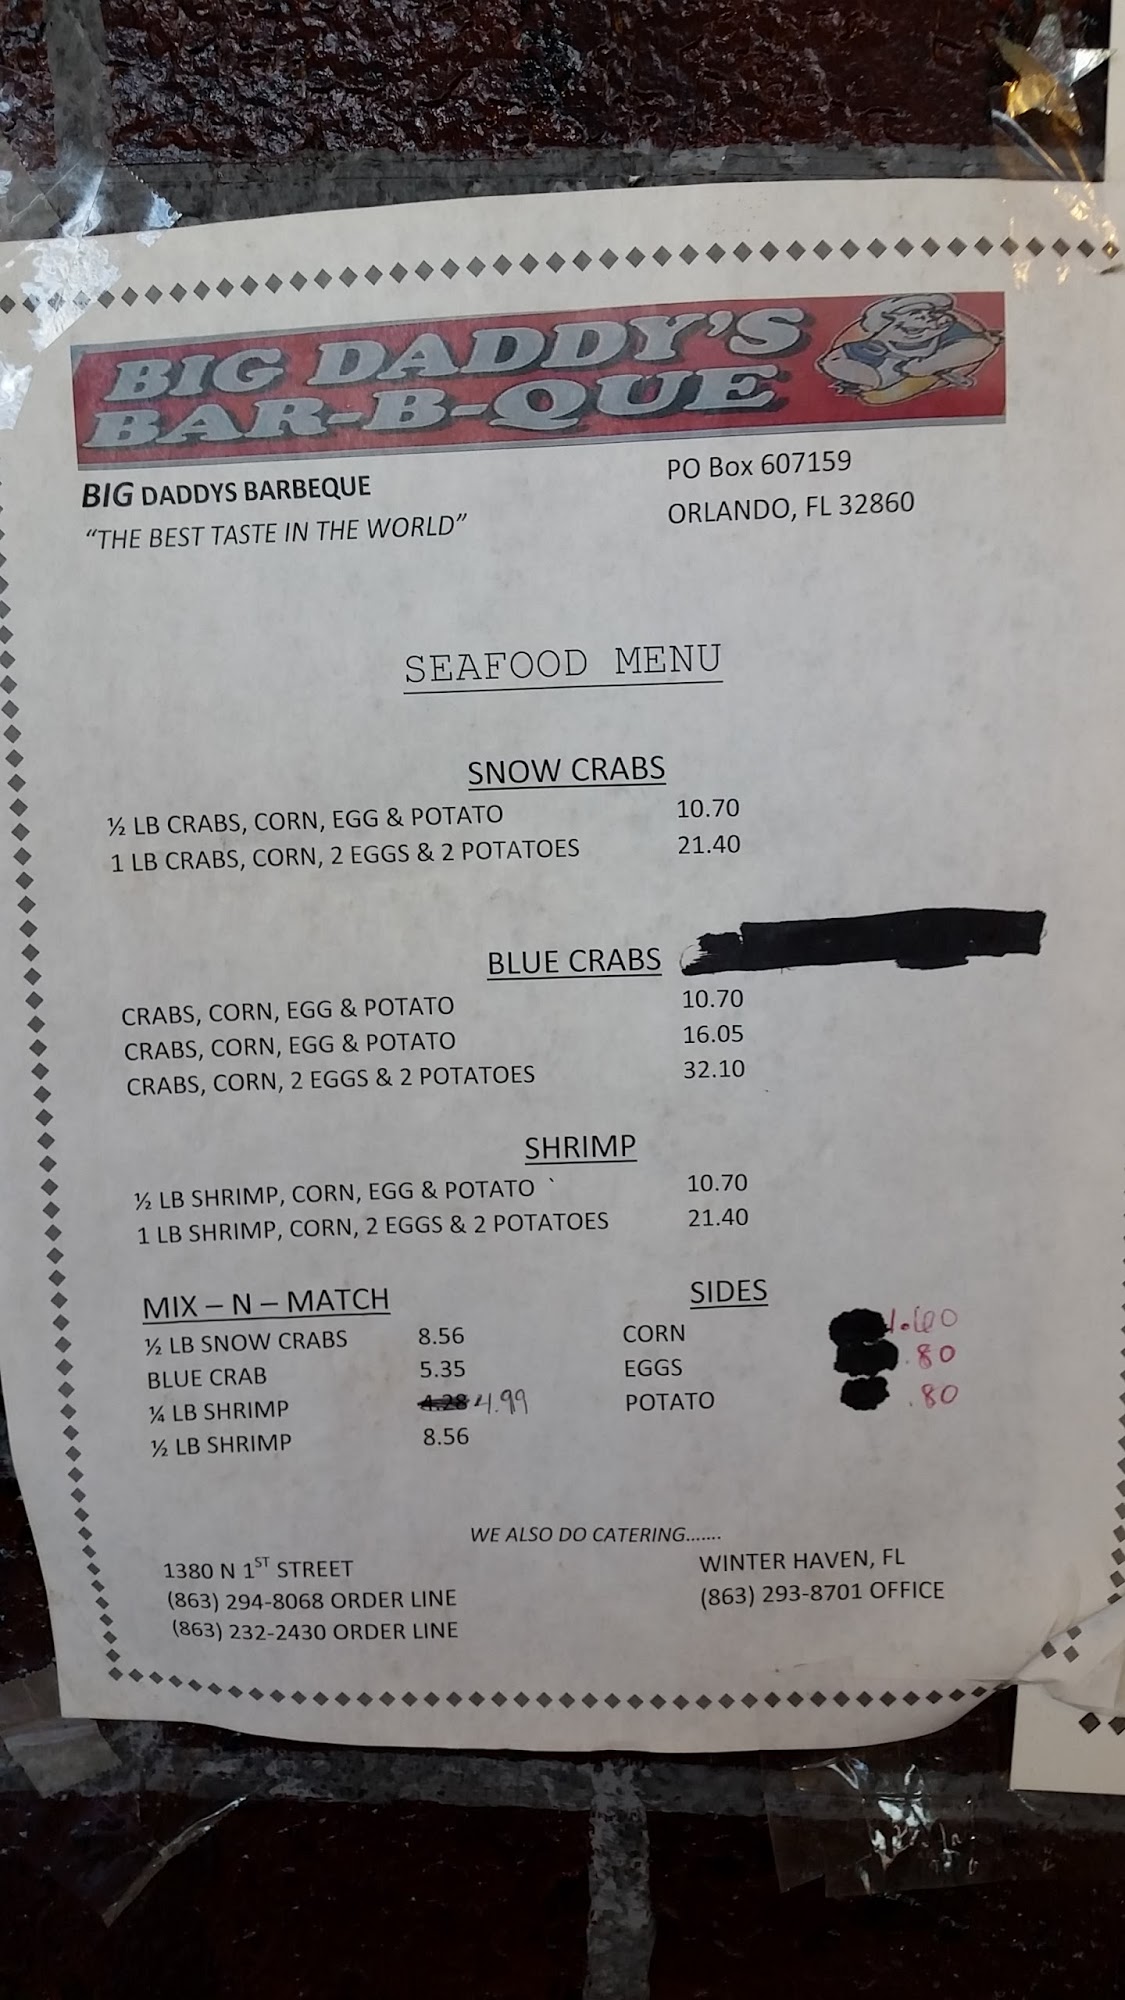 BIG DADDY'S
BAR-B-QUE
BIG DADDYS BARBEQUE
"THE BEST TASTE IN THE WORLD"
PO Box 607159
ORLANDO, FL 32860
SEAFOOD MENU
SNOW CRABS
½ LB CRABS, CORN, EGG & POTATO 10.70
1 LB CRABS, CORN, 2 EGGS & 2 POTATOES 21.40
BLUE CRABS
CRABS, CORN, EGG & POTATO 10.70
CRABS, CORN, EGG & POTATO 16.05
CRABS, CORN, 2 EGGS & 2 POTATOES 32.10
SHRIMP
½ LB SHRIMP, CORN, EGG & POTATO 10.70
1 LB SHRIMP, CORN, 2 EGGS & 2 POTATOES 21.40
MIX – N – MATCH
½ LB SNOW CRABS 8.56
BLUE CRAB 5.35
¼ LB SHRIMP 4.28 4.99
½ LB SHRIMP 8.56
SIDES
CORN 1.60
EGGS .80
POTATO .80
WE ALSO DO CATERING.......
1380 N 1ST STREET
(863) 294-8068 ORDER LINE
(863) 232-2430 ORDER LINE
WINTER HAVEN, FL
(863) 293-8701 OFFICE